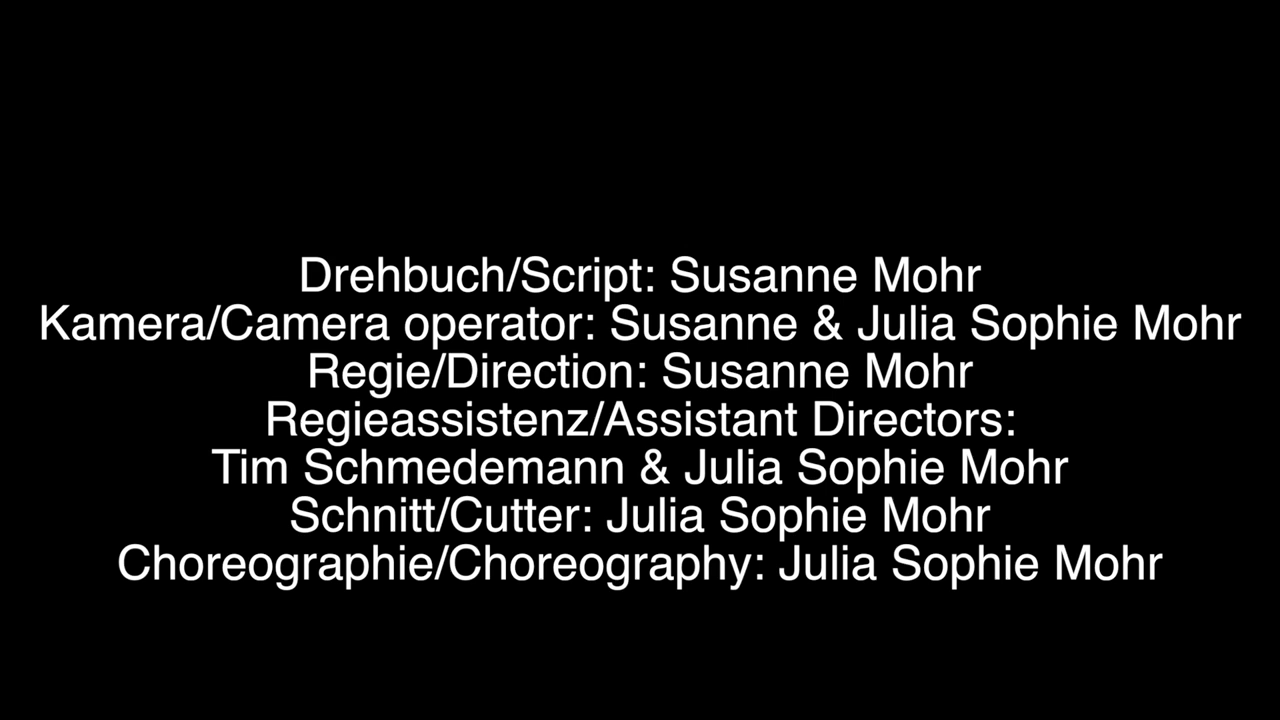 Drehbuch/Script: Susanne Mohr
Kamera/Camera operator: Susanne & Julia Sophie Mohr
Regie/Direction: Susanne Mohr
Regieassistenz/Assistant Directors:
Tim Schmedemann & Julia Sophie Mohr
Schnitt/Cutter: Julia Sophie Mohr
Choreographie/Choreography: Julia Sophie Mohr